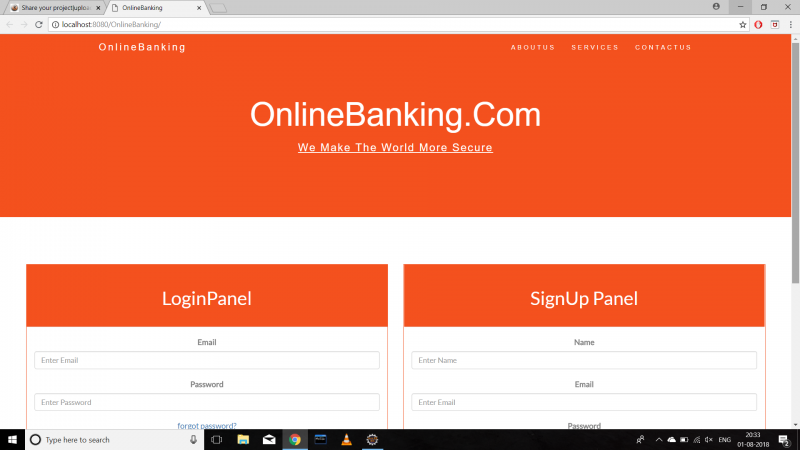 Share your project|uploa
OnlineBanking
localhost:8080/OnlineBanking/
OnlineBanking
ABOUTUS SERVICES CONTACTUS
OnlineBanking.Com
We Make The World More Secure
LoginPanel
Email
Enter Email
Password
Enter Password
forgot password?
SignUp Panel
Name
Enter Name
Email
Enter Email
Password
Type here to search
ENG
20:33
01-08-2018
2